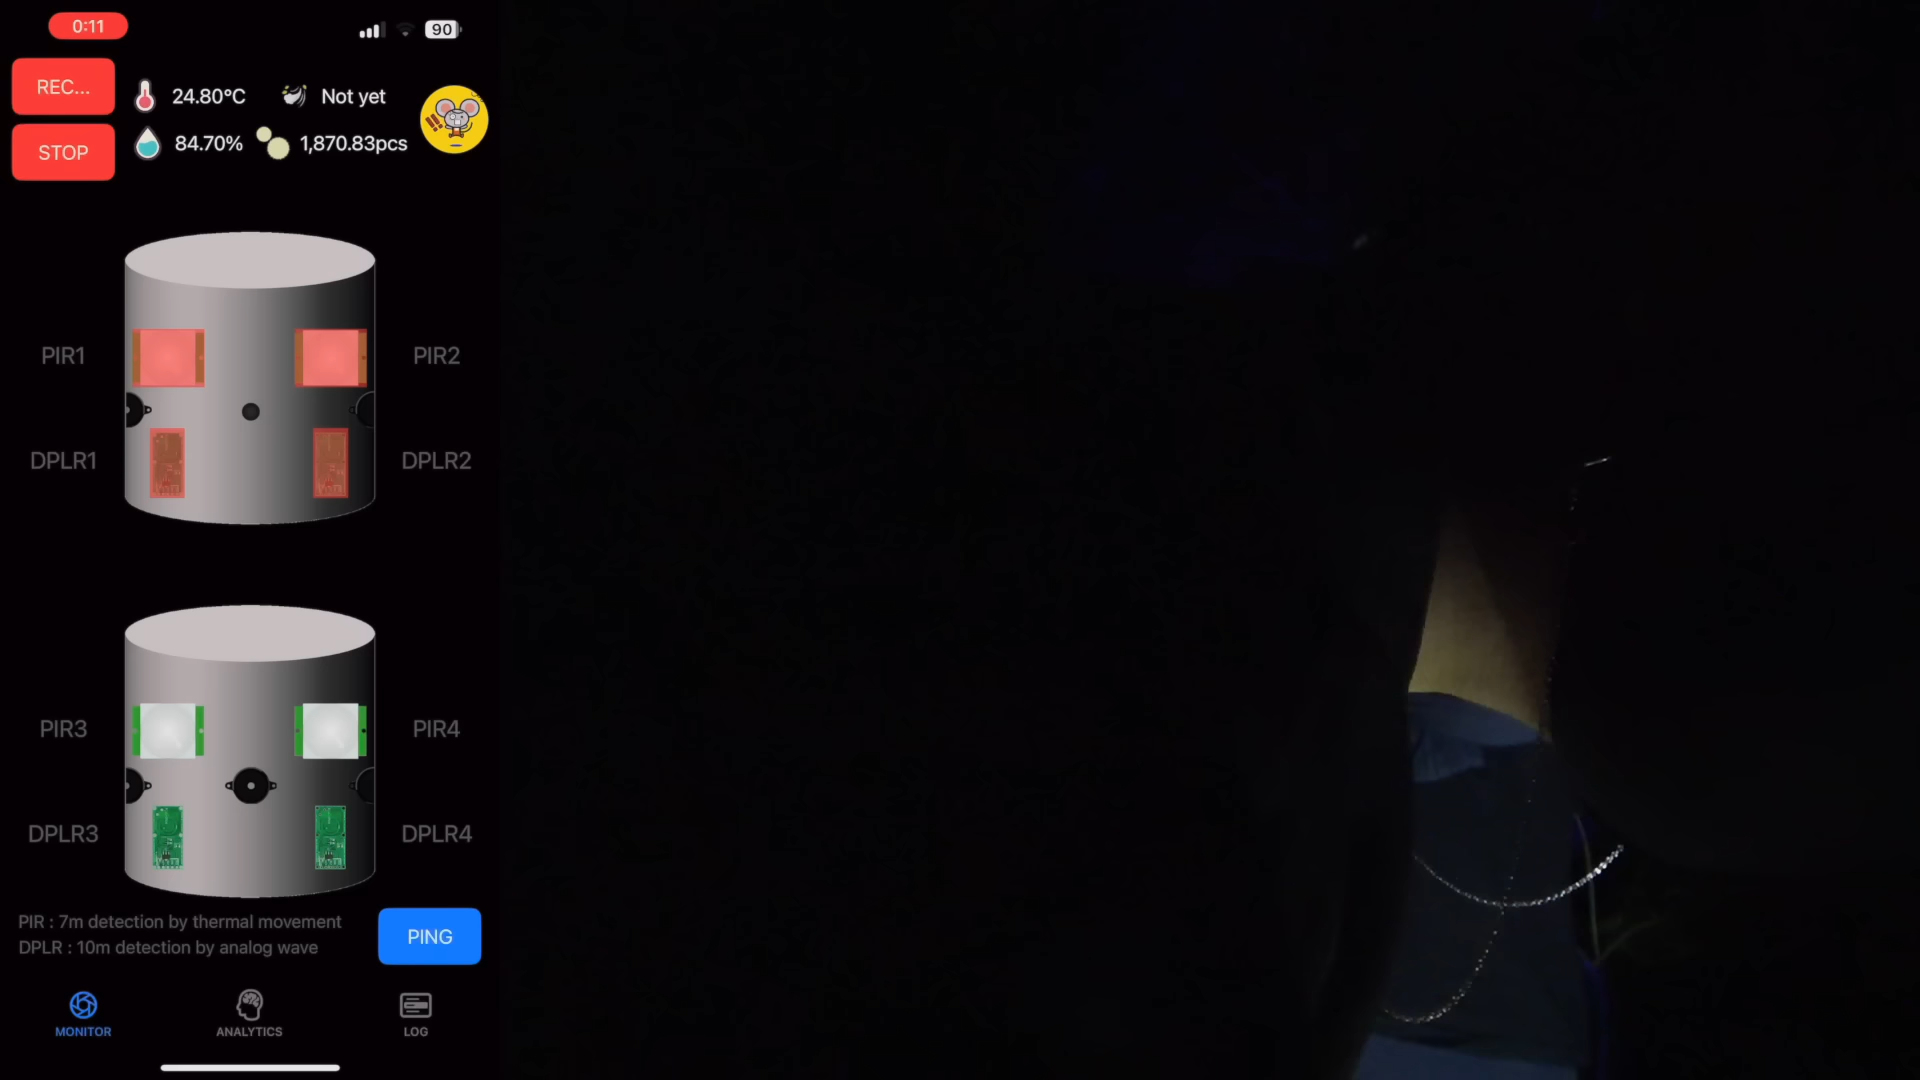 0:11
90
REC...
24.80°C
Not yet
STOP
84.70%
1,870.83pcs
PIR1
PIR2
DPLR1
DPLR2
PIR3
PIR4
DPLR3
DPLR4
PIR : 7m detection by thermal movement
DPLR : 10m detection by analog wave
PING
MONITOR
ANALYTICS
LOG